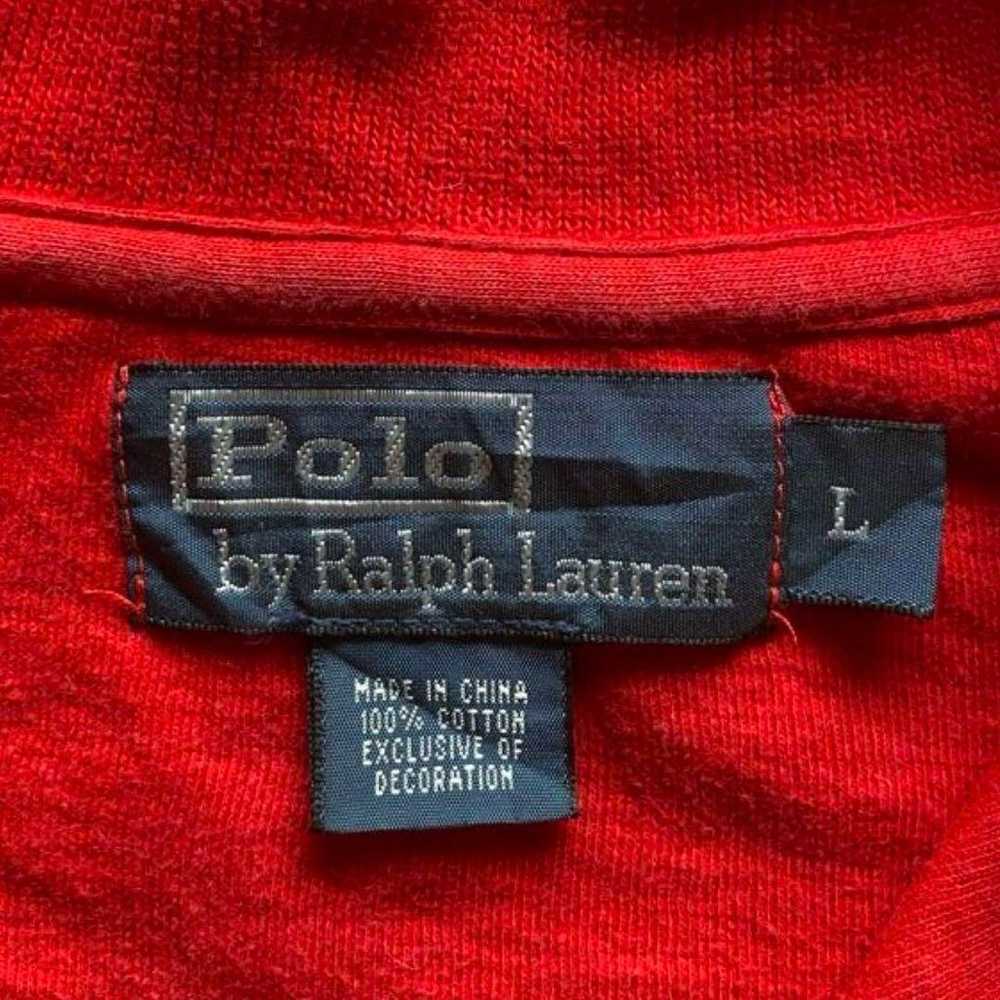 Polo
by Ralph Lauren
L
MADE IN CHINA
100% COTTON
EXCLUSIVE OF
DECORATION